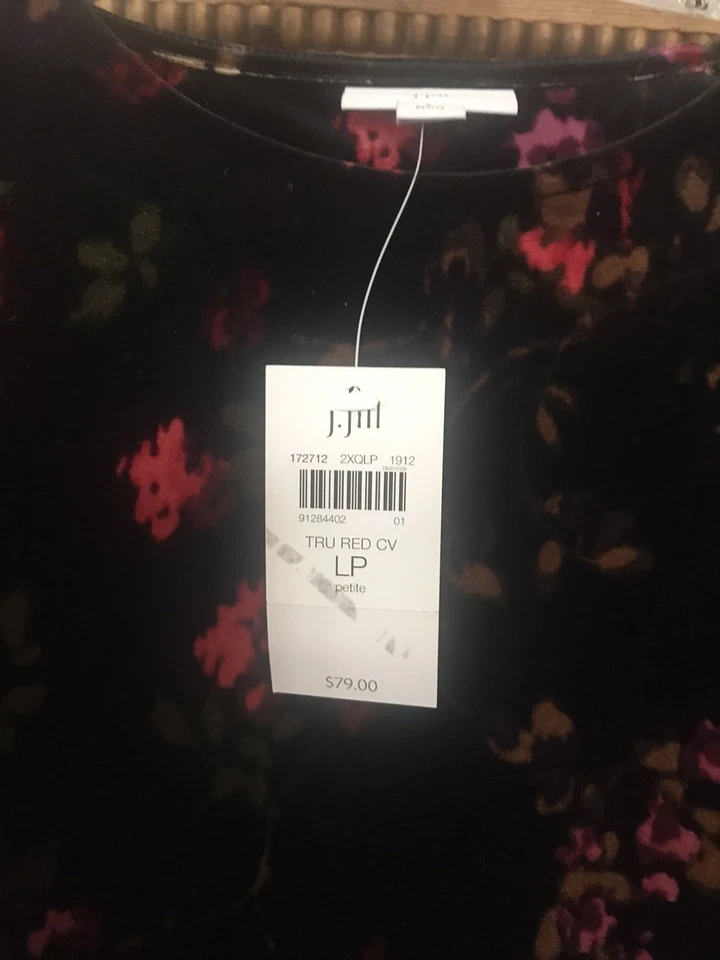 J.Jill
172712 2XQLP 1912
91284402 01
TRU RED CV
LP
petite
$79.00